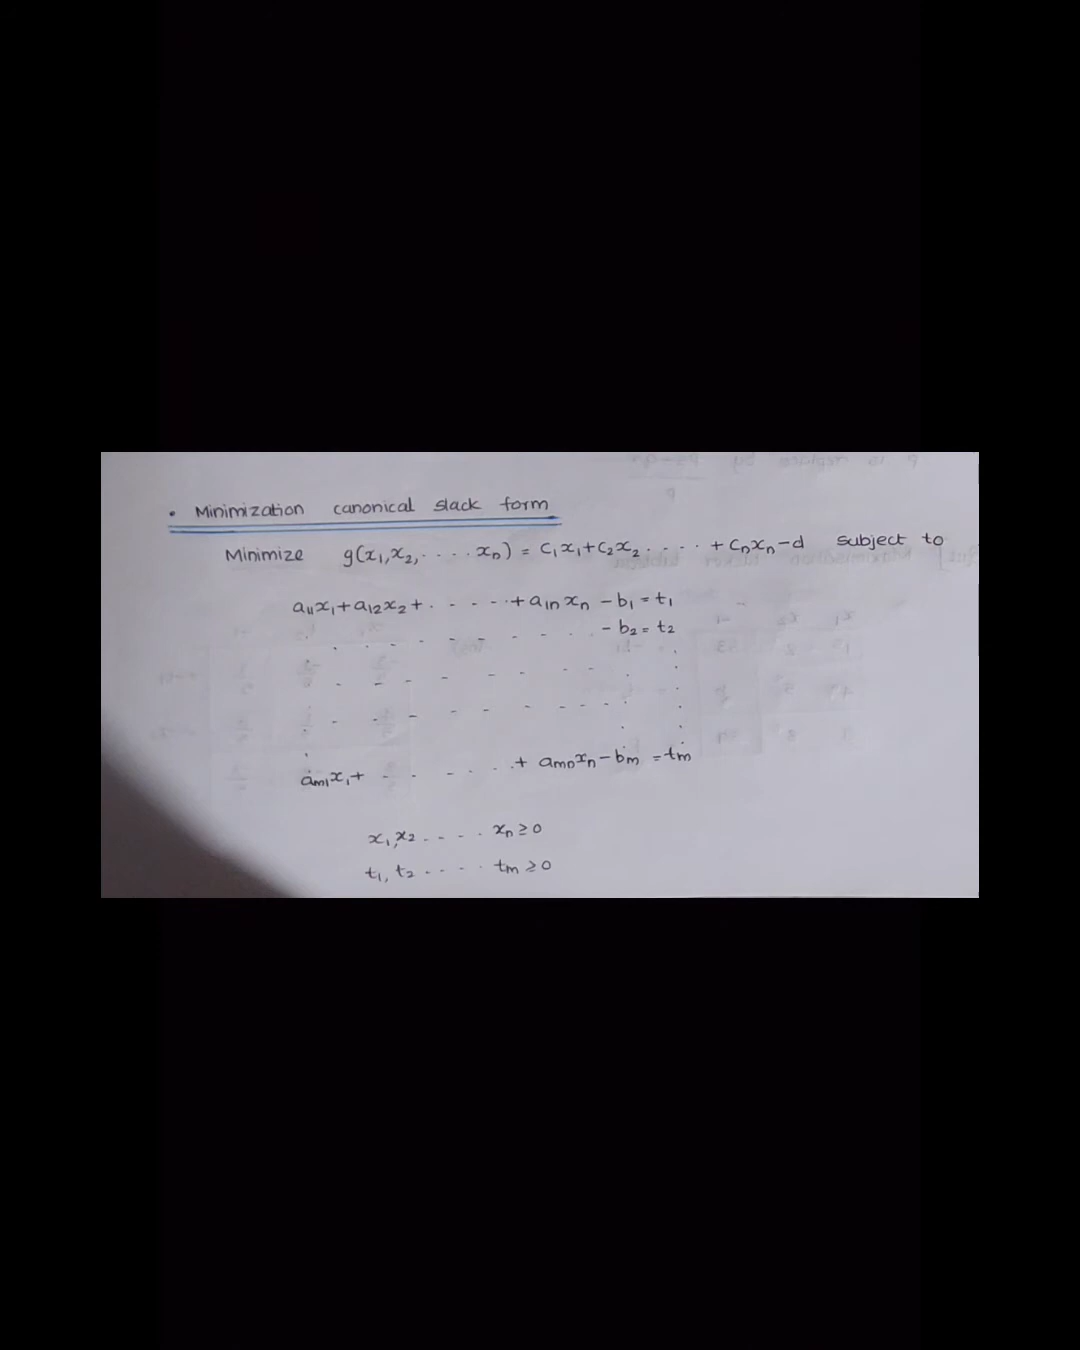 • Minimization canonical slack form
Minimize g(x₁,x₂,.....xₙ) = c₁x₁+c₂x₂.....+cₙxₙ-d subject to
a₁₁x₁+a₁₂x₂+......+a₁ₙxₙ -b₁=t₁
-b₂=t₂
aₘ₁x₁+......+ aₘₙxₙ-bₘ =tₘ
x₁,x₂..... xₙ≥0
t₁,t₂..... tₘ≥0